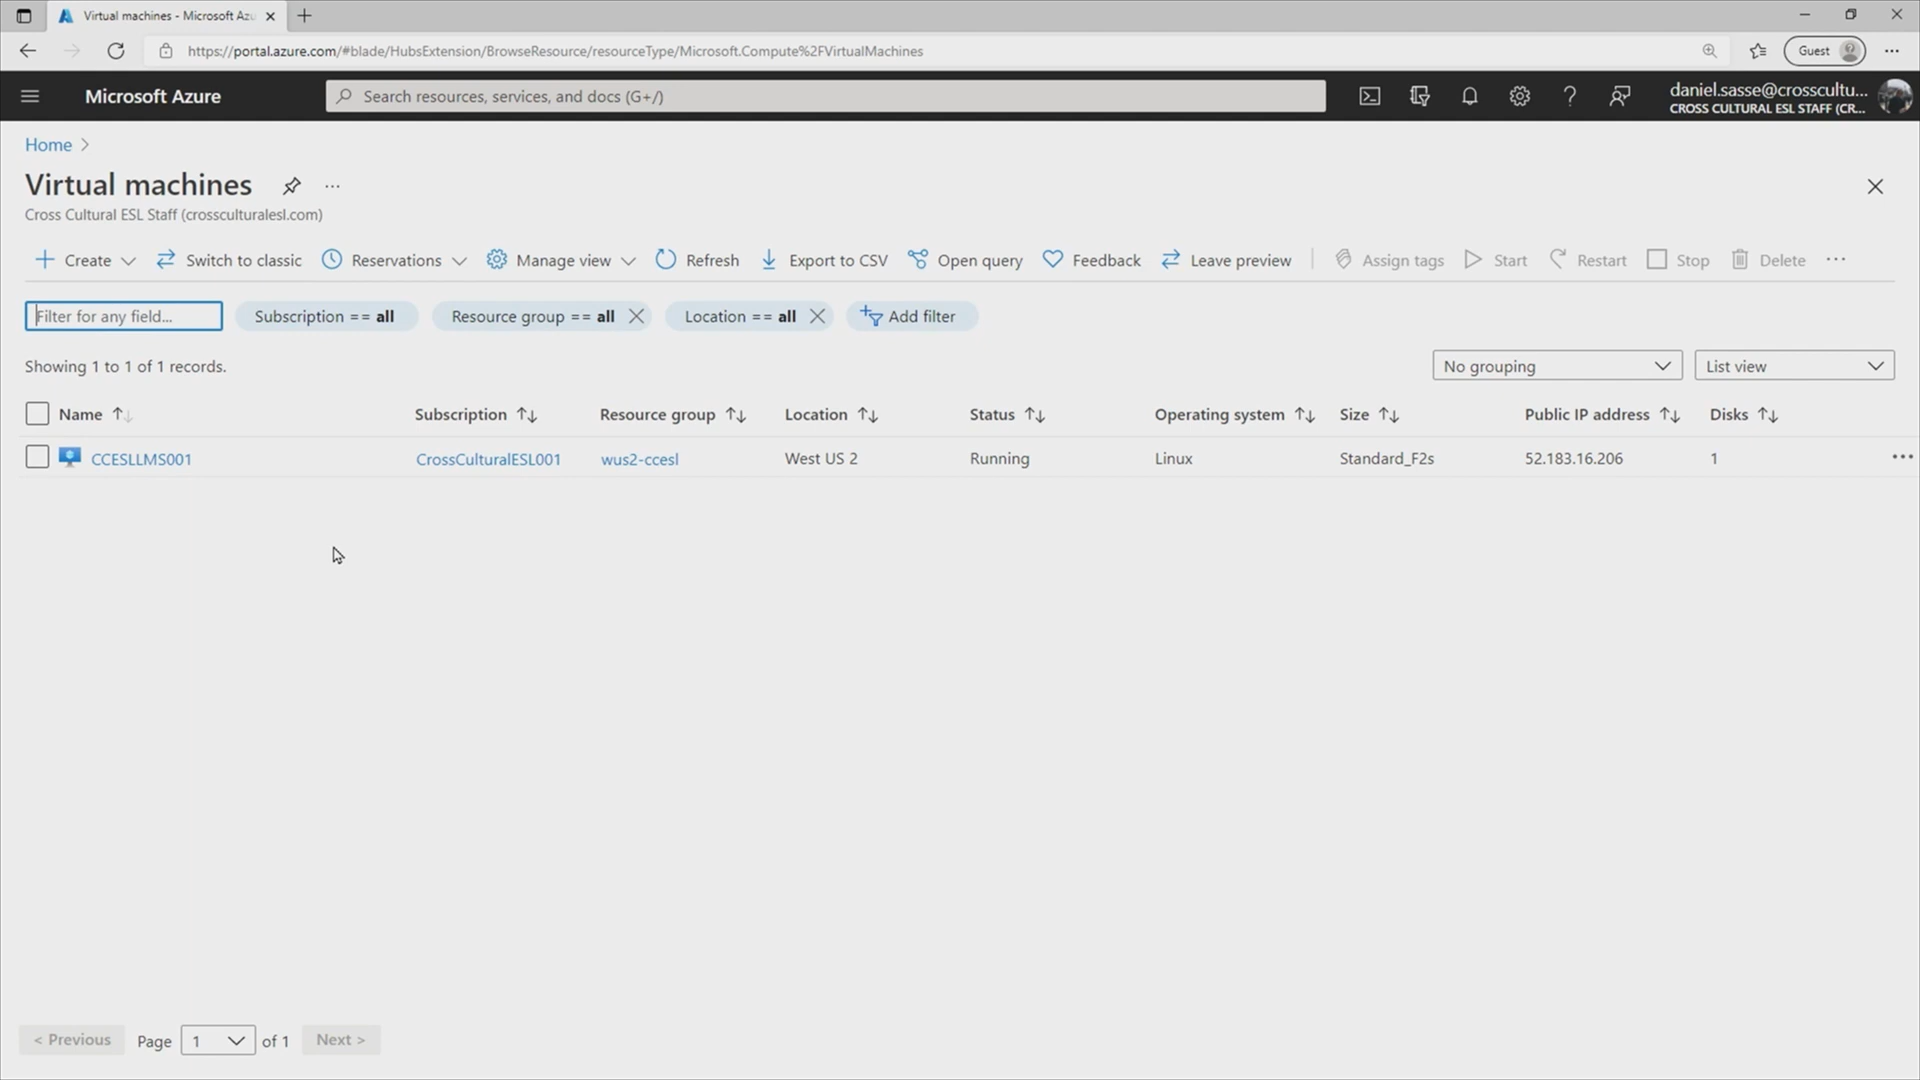 Virtual machines - Microsoft Azu
https://portal.azure.com/#blade/HubsExtension/BrowseResource/resourceType/Microsoft.Compute%2FVirtualMachines
Guest
Microsoft Azure
Search resources, services, and docs (G+/)
daniel.sasse@crosscultu...
CROSS CULTURAL ESL STAFF (CR...
Home >
Virtual machines
Cross Cultural ESL Staff (crossculturalesl.com)
Create Switch to classic Reservations Manage view Refresh Export to CSV Open query Feedback Leave preview Assign tags Start Restart Stop Delete
Filter for any field... Subscription == all Resource group == all Location == all Add filter
Showing 1 to 1 of 1 records. No grouping List view
Name Subscription Resource group Location Status Operating system Size Public IP address Disks
CCESLLMS001 CrossCulturalESL001 wus2-ccesl West US 2 Running Linux Standard_F2s 52.183.16.206 1
< Previous Page 1 of 1 Next >